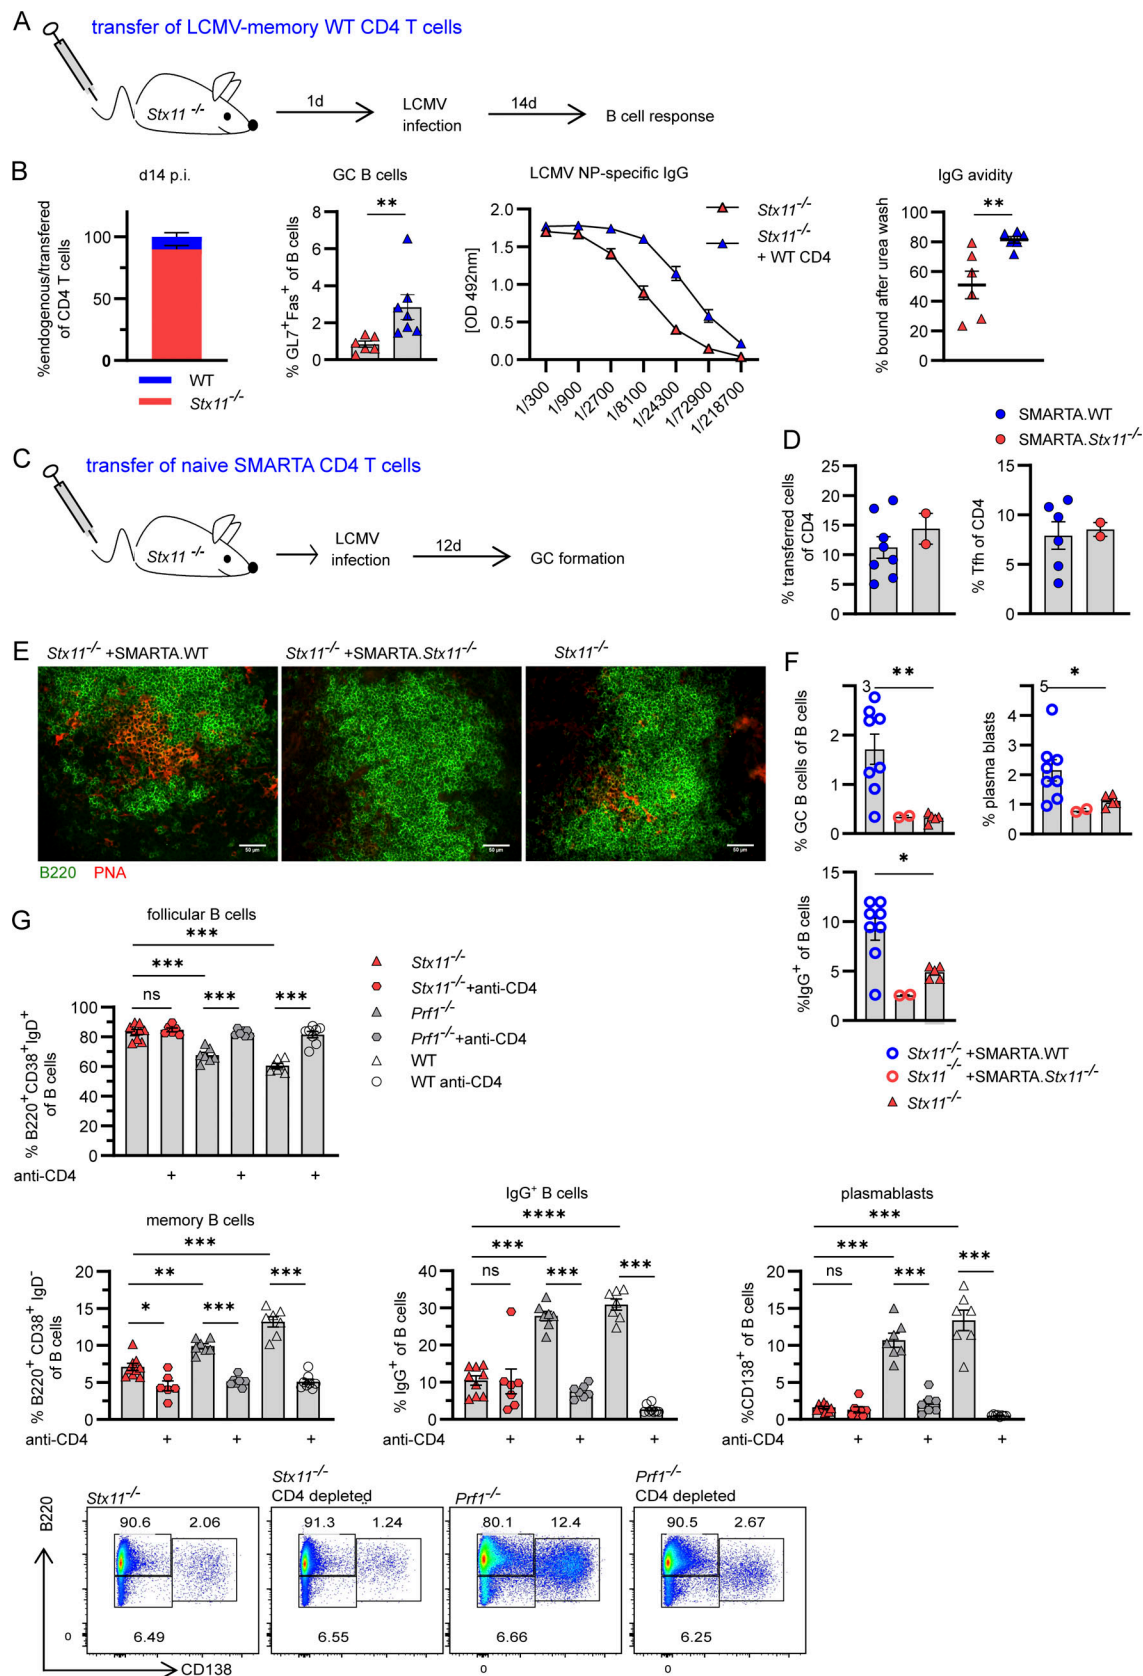 A
transfer of LCMV-memory WT CD4 T cells
Stx11 -/-
1d
LCMV
infection
14d
B cell response
B
d14 p.i.
%endogenous/transferred
of CD4 T cells
100
50
0
WT
Stx11-/-
GC B cells
**
% GL7+Fas+ of B cells
8
6
4
2
0
LCMV NP-specific IgG
[OD 492nm]
2.0
1.5
1.0
0.0
1/300
1/900
1/2700
1/8100
1/24300
1/72900
1/218700
Stx11-/-
Stx11-/-
+ WT CD4
IgG avidity
**
% bound after urea wash
100
80
60
40
20
0
C
transfer of naive SMARTA CD4 T cells
Stx11 -/-
LCMV
infection
12d
GC formation
D
SMARTA.WT
SMARTA.Stx11-/-
% transferred cells
of CD4
25
20
15
10
5
0
% Tfh of CD4
15
10
5
0
E
Stx11-/- +SMARTA.WT
Stx11-/- +SMARTA.Stx11-/-
Stx11-/-
50 µm
50 µm
50 µm
B220
PNA
F
% GC B cells of B cells
3
3
2
1
0
**
% plasma blasts
5
5
4
3
2
1
0
*
%IgG+ of B cells
15
10
5
0
*
Stx11-/- +SMARTA.WT
Stx11-/- +SMARTA.Stx11-/-
Stx11-/-
G
follicular B cells
***
***
ns
***
***
% B220+CD38+IgD+
of B cells
100
80
60
40
20
0
anti-CD4
+
+
+
Stx11-/-
Stx11-/-+anti-CD4
Prf1-/-
Prf1-/-+anti-CD4
WT
WT anti-CD4
memory B cells
***
**
***
*
***
% B220+ CD38+ IgD-
of B cells
20
15
10
5
0
anti-CD4
+
+
+
IgG+ B cells
****
***
***
ns
***
% IgG+ of B cells
40
30
20
10
0
anti-CD4
+
+
+
plasmablasts
***
***
***
ns
***
%CD138+ of B cells
20
15
10
5
0
anti-CD4
+
+
+
B220
0
CD138
Stx11-/-
90.6
2.06
6.49
Stx11-/-
CD4 depleted
91.3
1.24
6.55
Prf1-/-
80.1
12.4
6.66
0
Prf1-/-
CD4 depleted
90.5
2.67
6.25
0